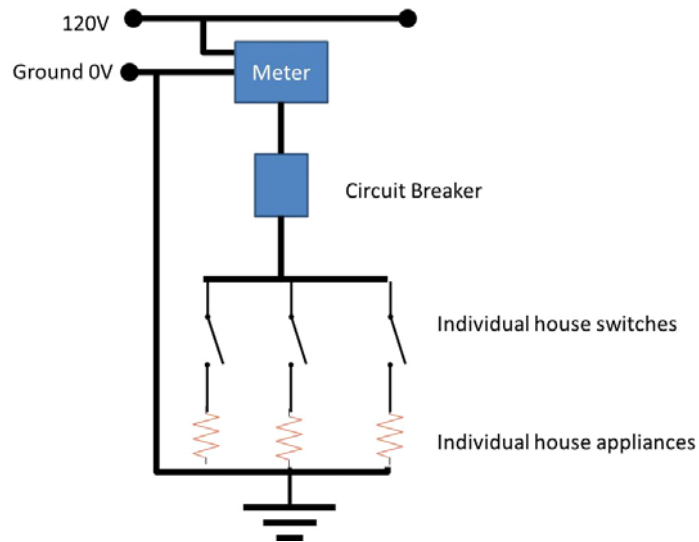 120V
Ground 0V
Meter
Circuit Breaker
Individual house switches
Individual house appliances